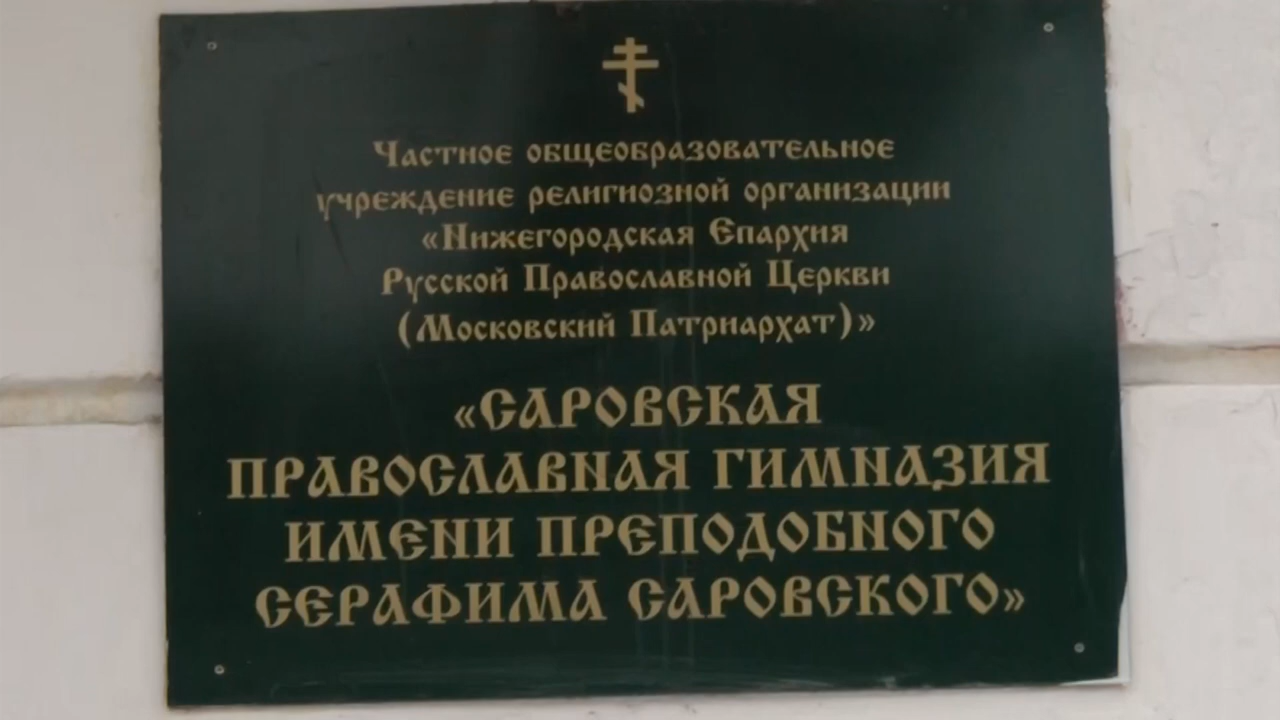 Частное общеобразовательное
учреждение религиозной организации
«Нижегородская Епархия
Русской Православной Церкви
(Московский Патриархат)»
«САРОВСКАЯ
ПРАВОСЛАВНАЯ ГИМНАЗИЯ
ИМЕНИ ПРЕПОДОБНОГО
СЕРАФИМА САРОВСКОГО»